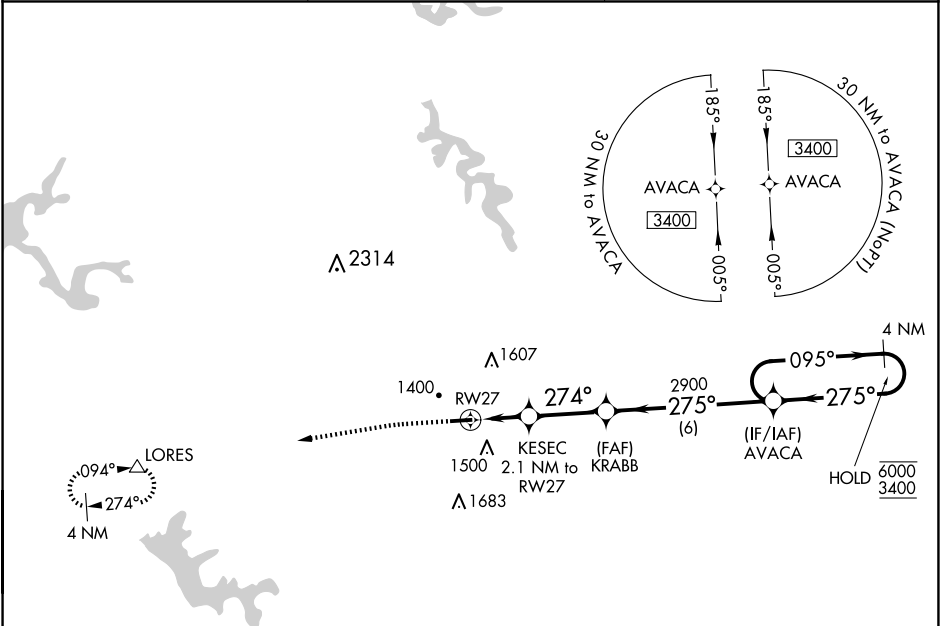 185°
30 NM to AVACA
AVACA
3400
005°
185°
30 NM to AVACA (NoPT)
3400
AVACA
005°
2314
4 NM
1607
095°
1400
RW27
274°
2900
275°
(6)
275°
KESEC
2.1 NM to
RW27
(FAF)
KRABB
(IF/IAF)
AVACA
HOLD
6000
3400
1500
1683
LORES
094°
274°
4 NM